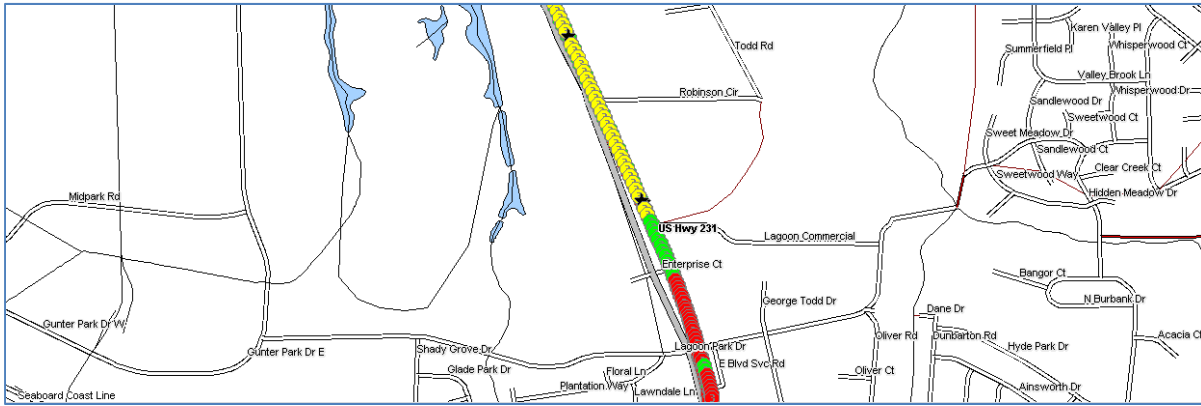 Karen Valley Pl
Todd Rd
Summerfield Pl
Whisperwood Ct
Valley Brook Ln
Robinson Cir
Whisperwood Dr
Sandlewood Dr
Sweetwood Ct
Sweet Meadow Dr
Sandlewood Ct
Clear Creek Ct
Sweetwood Way
Hidden Meadow Dr
Midpark Rd
US Hwy 231
Lagoon Commercial
Enterprise Ct
Bangor Ct
George Todd Dr
N Burbank Dr
Dane Dr
Gunter Park Dr W
Oliver Rd
Dunbarton Rd
Acacia Ct
Gunter Park Dr E
Shady Grove Dr
Lagoon Park Dr
Hyde Park Dr
E Blvd Svc Rd
Glade Park Dr
Floral Ln
Oliver Ct
Plantation Way
Ainsworth Dr
Seaboard Coast Line
Lawndale Ln